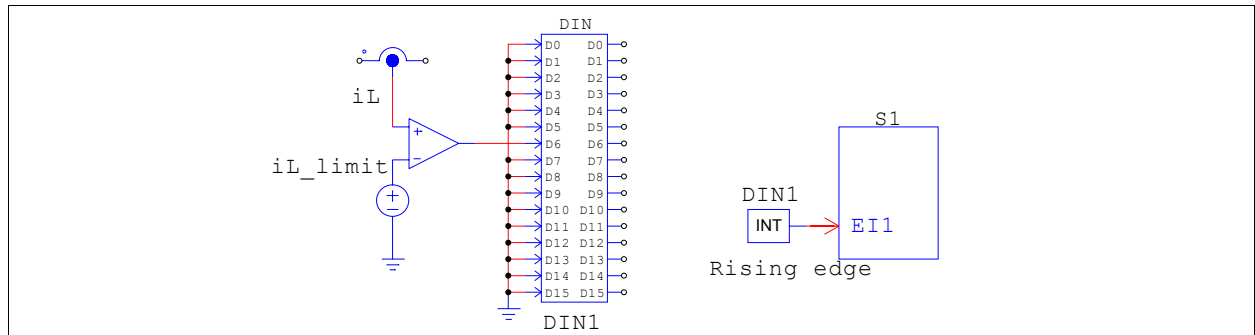 DIN
D0 D0
D1 D1
D2 D2
D3 D3
iL
D4 D4
D5 D5
S1
+
D6 D6
−
iL_limit
D7 D7
D8 D8
+
−
D9 D9
DIN1
D10 D10
D11 D11
INT
EI1
D12 D12
D13 D13
Rising edge
D14 D14
D15 D15
DIN1